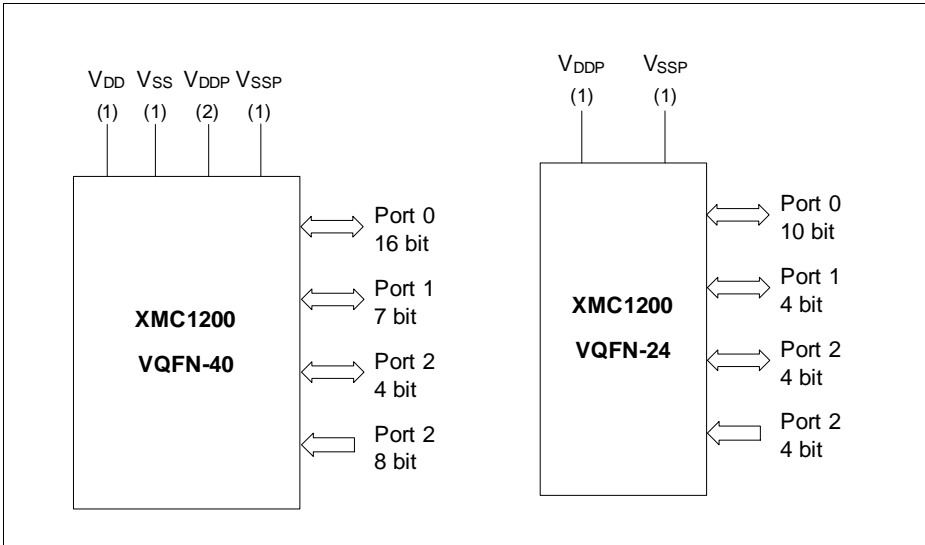 VDD VSS VDDP VSSP
(1) (1) (2) (1)
Port 0
16 bit
Port 1
7 bit
XMC1200
VQFN-40
Port 2
4 bit
Port 2
8 bit
VDDP VSSP
(1) (1)
Port 0
10 bit
Port 1
4 bit
XMC1200
VQFN-24
Port 2
4 bit
Port 2
4 bit